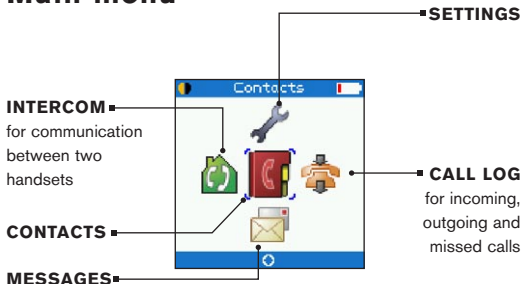 Main menu
SETTINGS
Contacts
INTERCOM
for communication
between two
handsets
CALL LOG
for incoming,
outgoing and
missed calls
CONTACTS
MESSAGES